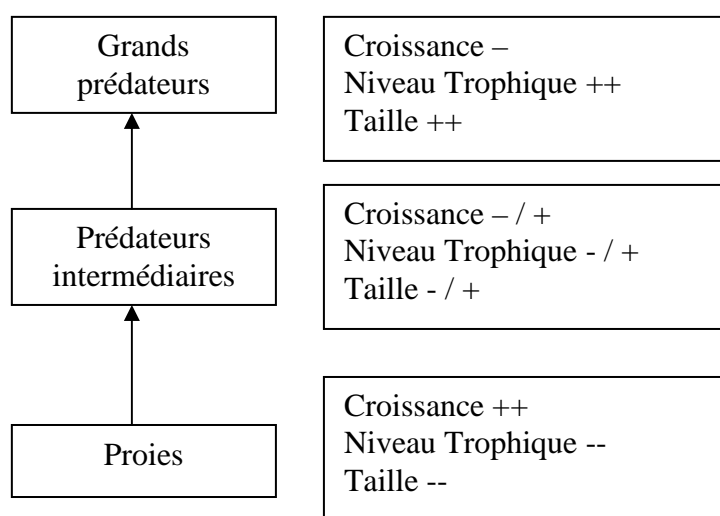 Grands
prédateurs
Croissance –
Niveau Trophique ++
Taille ++
Prédateurs
intermédiaires
Croissance – / +
Niveau Trophique - / +
Taille - / +
Proies
Croissance ++
Niveau Trophique --
Taille --